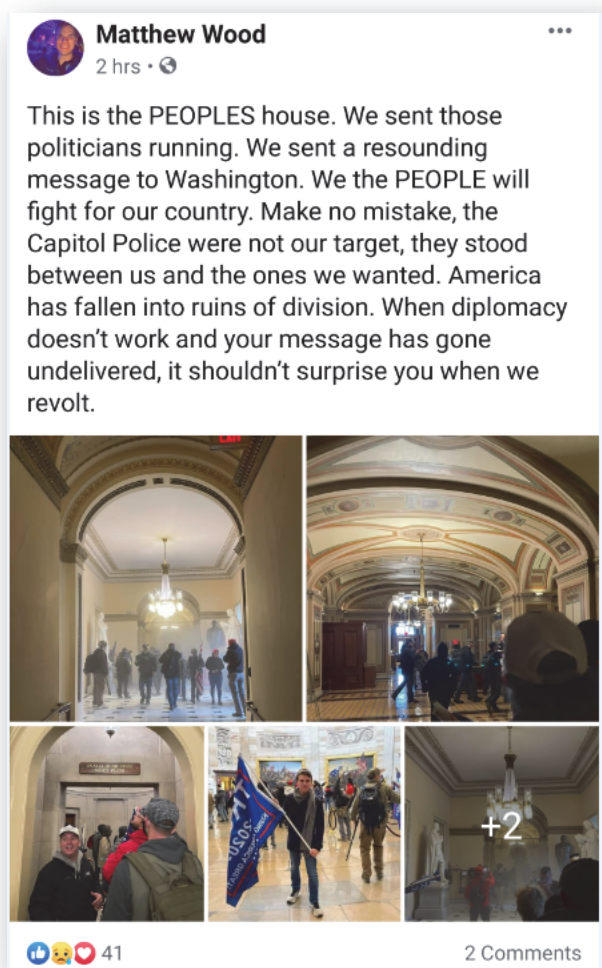 Matthew Wood
2 hrs
This is the PEOPLES house. We sent those
politicians running. We sent a resounding
message to Washington. We the PEOPLE will
fight for our country. Make no mistake, the
Capitol Police were not our target, they stood
between us and the ones we wanted. America
has fallen into ruins of division. When diplomacy
doesn't work and your message has gone
undelivered, it shouldn't surprise you when we
revolt.
EXIT
2020
+2
41
2 Comments